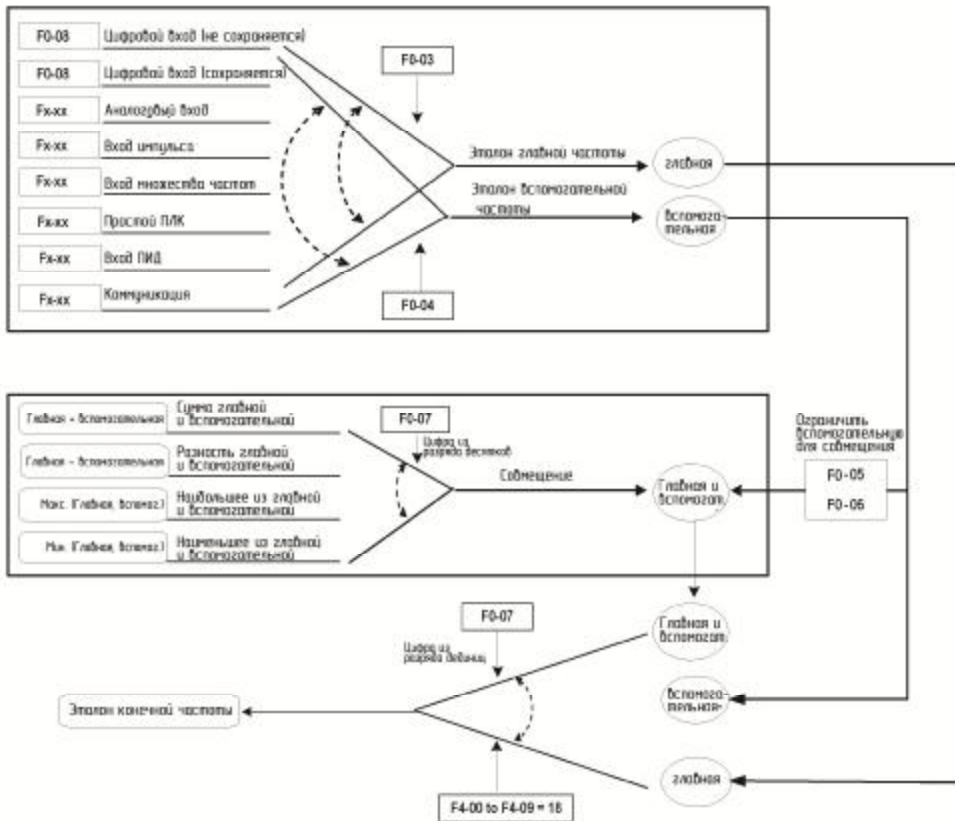 F0-08 Цифровой вход (не сохраняется)
F0-08 Цифровой вход (сохраняется)
Fx-xx Аналогрвый вход
Fx-xx Вход импульса
Fx-xx Вход множества частот
Fx-xx Простой ПЛК
Fx-xx Вход ПИД
Fx-xx Коммуникация
F0-03
F0-04
Эталон главной частоты
Эталон вспомогательной
частоты
главная
вспомога-
тельная
Главная + вспомогательная
Сумма главной
и вспомогательной
Главная - вспомогательная
Разность главной
и вспомогательной
Макс. (Главная, вспомог.)
Наибольшее из главной
и вспомогательной
Мин. (Главная, вспомог.)
Наименьшее из главной
и вспомогательной
F0-07
Цифра из
разряда десятков
Совмещение
Главная и
вспомогат.
Ограничить
вспомогательную
для совмещения
F0-05
F0-06
F0-07
Цифра из
разряда дединиц
Главная и
вспомогат.
вспомога-
тельная-
главная
Эталон конечной частоты
F4-00 to F4-09 = 18